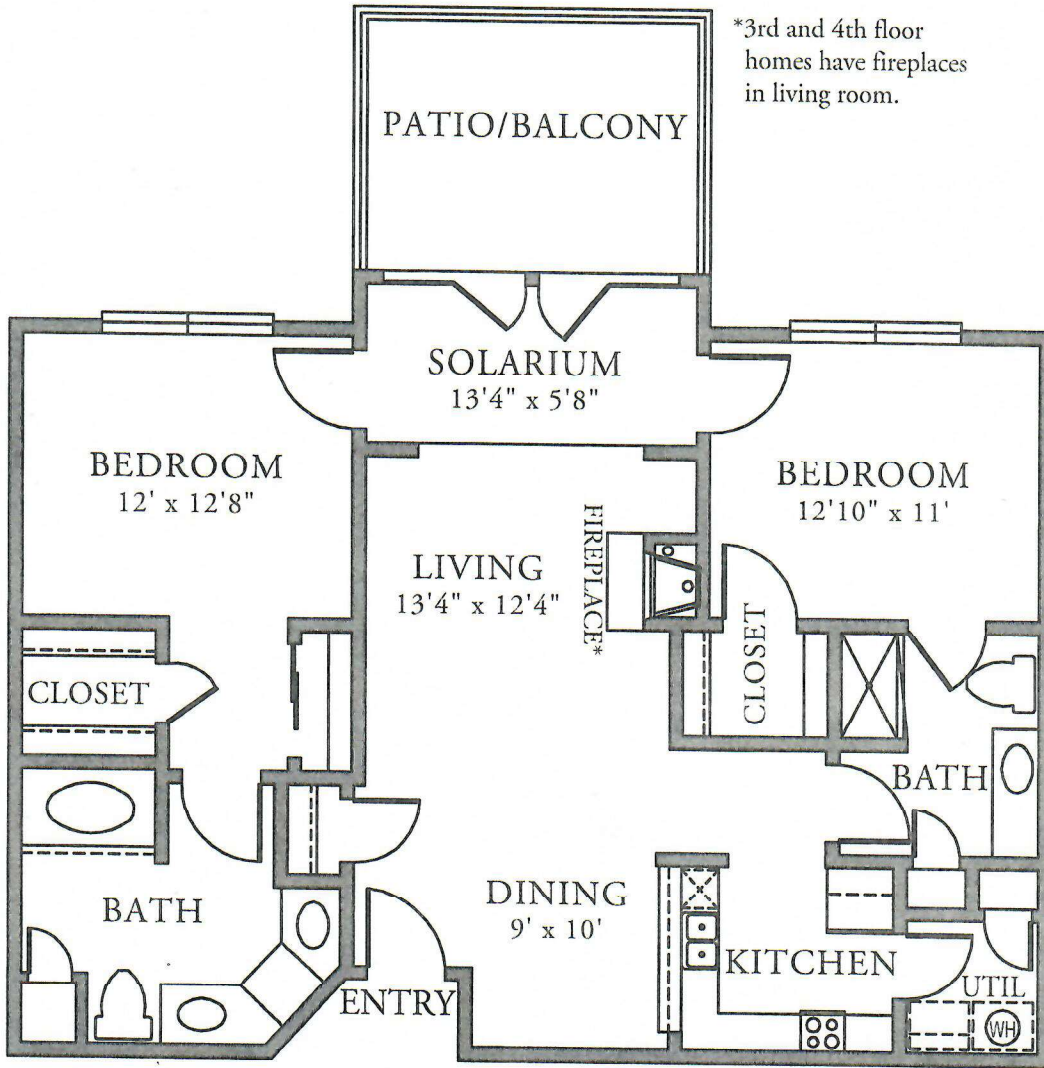 *3rd and 4th floor
homes have fireplaces
in living room.
PATIO/BALCONY
SOLARIUM
13'4" x 5'8"
BEDROOM
12' x 12'8"
BEDROOM
12'10" x 11'
FIREPLACE*
LIVING
13'4" x 12'4"
CLOSET
CLOSET
BATH
BATH
DINING
9' x 10'
KITCHEN
ENTRY
UTIL
WH